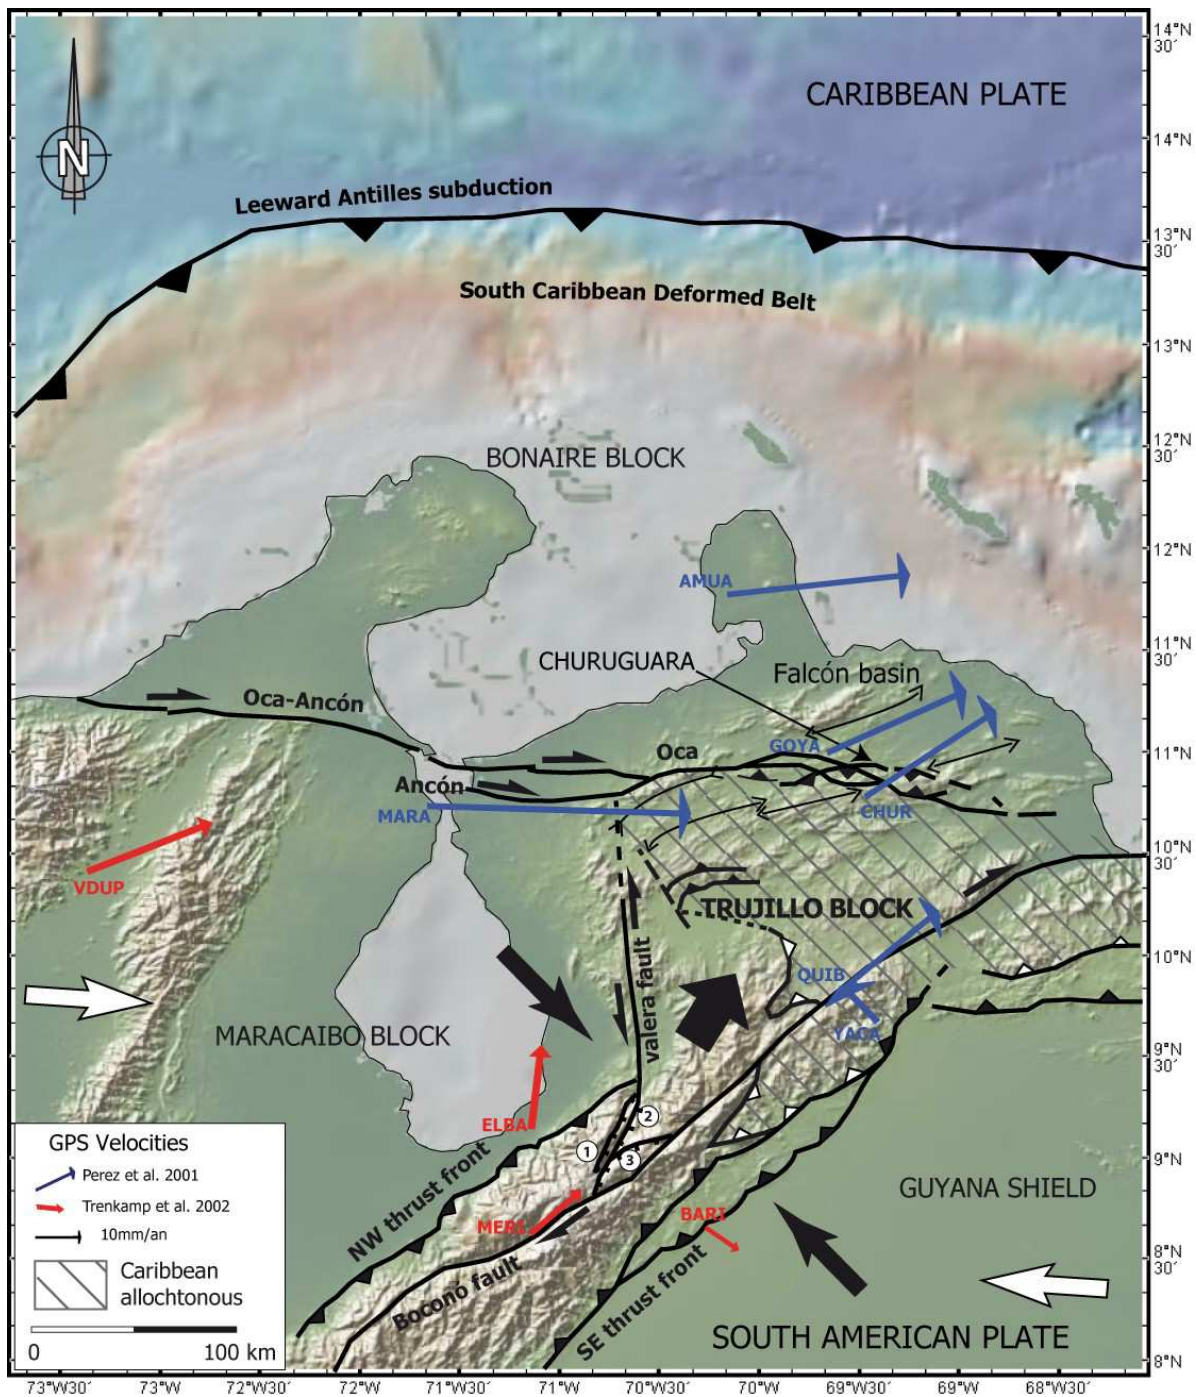 14°N
30´
CARIBBEAN PLATE
14°N
N
Leeward Antilles subduction
13°N
30´
South Caribbean Deformed Belt
13°N
12°N
30´
BONAIRE BLOCK
12°N
AMUA
11°N
30´
CHURUGUARA
Falcón basin
Oca-Ancón
GOYA
Oca
11°N
Ancón
MARA
CHUR
10°N
30´
VDUP
TRUJILLO BLOCK
10°N
QUIB
valera fault
YACA
MARACAIBO BLOCK
9°N
30´
ELBA
2
1
3
9°N
GPS Velocities
Perez et al. 2001
Trenkamp et al. 2002
10mm/an
Caribbean
allochtonous
0
100 km
NW thrust front
GUYANA SHIELD
MERI
BARI
8°N
30´
Boconó fault
SE thrust front
SOUTH AMERICAN PLATE
8°N
73°W30´
73°W
72°W30´
72°W
71°W30´
71°W
70°W30´
70°W
69°W30´
69°W
68°W30´